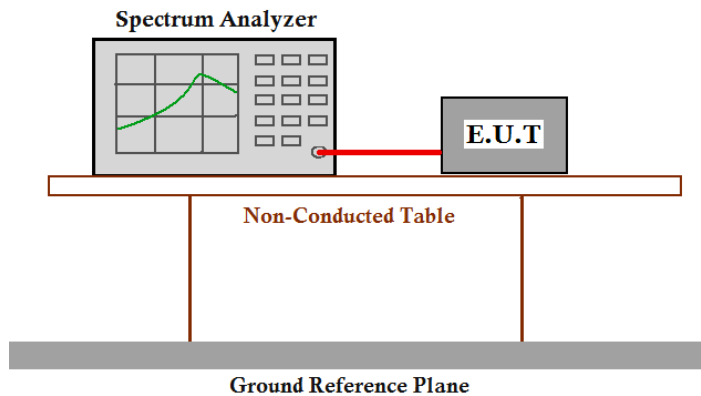 Spectrum Analyzer
E.U.T
Non-Conducted Table
Ground Reference Plane